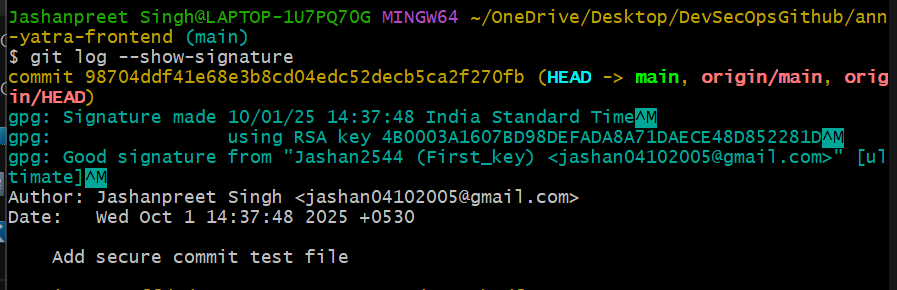 Jashanpreet Singh@LAPTOP-1U7PQ7OG MINGW64 ~/OneDrive/Desktop/DevSecOpsGithub/ann
-yatra-frontend (main)
$ git log --show-signature
commit 98704ddf41e68e3b8cd04edc52decb5ca2f270fb (HEAD -> main, origin/main, orig
in/HEAD)
gpg: Signature made 10/01/25 14:37:48 India Standard Time^M
gpg:                using RSA key 4B0003A1607BD98DEFADA8A71DAECE48D852281D^M
gpg: Good signature from "Jashan2544 (First_key) <jashan04102005@gmail.com>" [ul
timate]^M
Author: Jashanpreet Singh <jashan04102005@gmail.com>
Date:   Wed Oct 1 14:37:48 2025 +0530
    Add secure commit test file